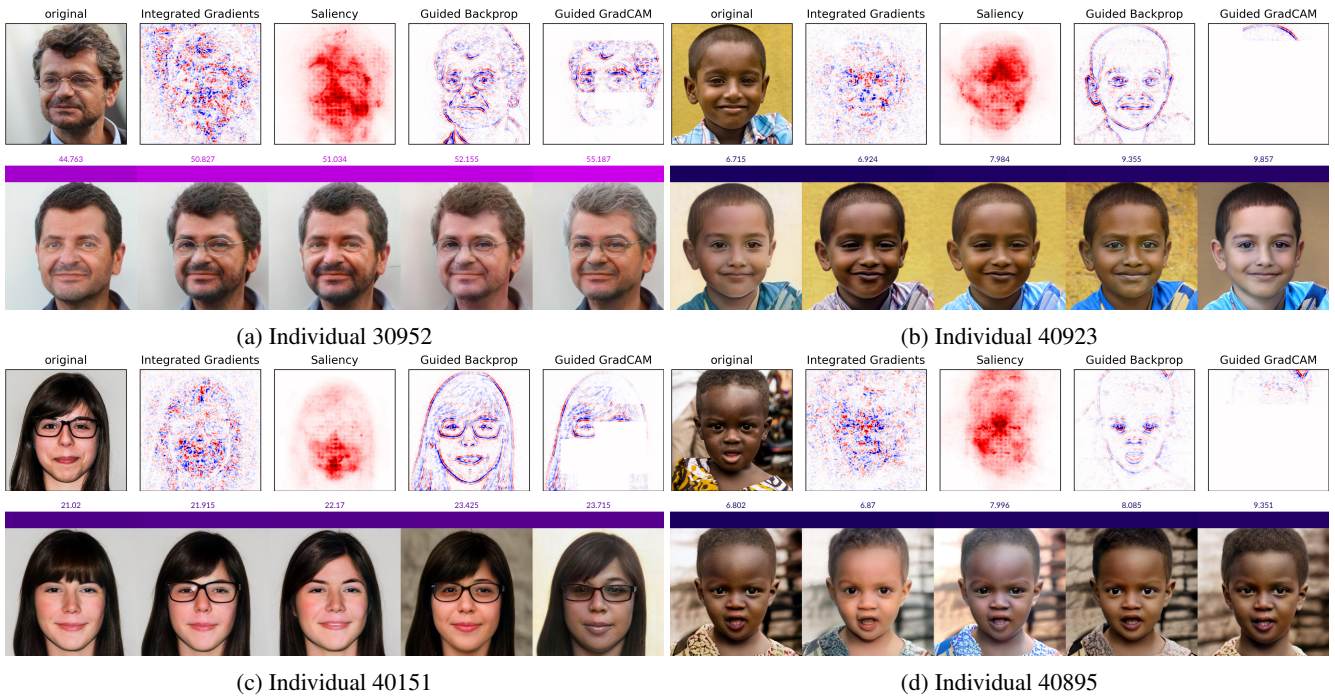 original Integrated Gradients Saliency Guided Backprop Guided GradCAM original Integrated Gradients Saliency Guided Backprop Guided GradCAM
44.763 50.827 51.034 52.155 55.187 6.715 6.924 7.984 9.355 9.857
(a) Individual 30952 (b) Individual 40923
original Integrated Gradients Saliency Guided Backprop Guided GradCAM original Integrated Gradients Saliency Guided Backprop Guided GradCAM
21.02 21.915 22.17 23.425 23.715 6.802 6.87 7.996 8.085 9.351
(c) Individual 40151 (d) Individual 40895